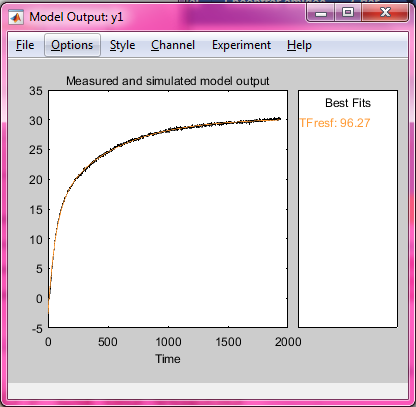 Model Output: y1
File Options Style Channel Experiment Help
Measured and simulated model output
Best Fits
TFresf: 96.27
35
30
25
20
15
10
5
0
-5
0 500 1000 1500 2000
Time